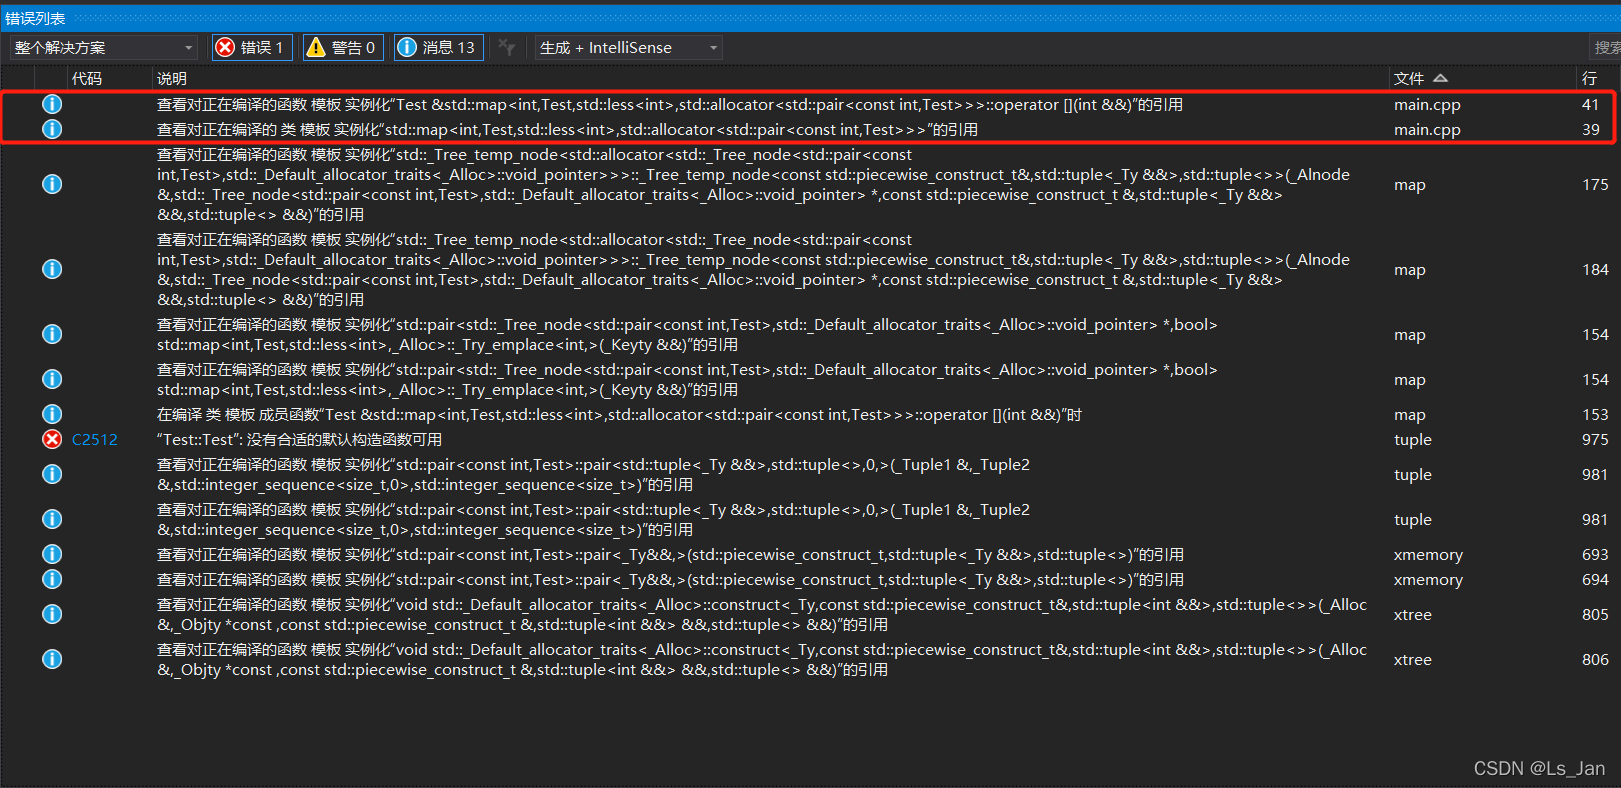 错误列表
整个解决方案 错误 1 警告 0 消息 13 生成 + IntelliSense 搜索
代码 说明 文件 行
查看对正在编译的函数 模板 实例化“Test &std::map<int,Test,std::less<int>,std::allocator<std::pair<const int,Test>>>::operator [](int &&)”的引用 main.cpp 41
查看对正在编译的 类 模板 实例化“std::map<int,Test,std::less<int>,std::allocator<std::pair<const int,Test>>>”的引用 main.cpp 39
查看对正在编译的函数 模板 实例化“std::_Tree_temp_node<std::allocator<std::_Tree_node<std::pair<const
int,Test>,std::_Default_allocator_traits<_Alloc>::void_pointer>>>::_Tree_temp_node<const std::piecewise_construct_t&,std::tuple<_Ty &&>,std::tuple<>>(_Alnode
&,std::_Tree_node<std::pair<const int,Test>,std::_Default_allocator_traits<_Alloc>::void_pointer> *,const std::piecewise_construct_t &,std::tuple<_Ty &&>
&&,std::tuple<> &&)”的引用 map 175
查看对正在编译的函数 模板 实例化“std::_Tree_temp_node<std::allocator<std::_Tree_node<std::pair<const
int,Test>,std::_Default_allocator_traits<_Alloc>::void_pointer>>>::_Tree_temp_node<const std::piecewise_construct_t&,std::tuple<_Ty &&>,std::tuple<>>(_Alnode
&,std::_Tree_node<std::pair<const int,Test>,std::_Default_allocator_traits<_Alloc>::void_pointer> *,const std::piecewise_construct_t &,std::tuple<_Ty &&>
&&,std::tuple<> &&)”的引用 map 184
查看对正在编译的函数 模板 实例化“std::pair<std::_Tree_node<std::pair<const int,Test>,std::_Default_allocator_traits<_Alloc>::void_pointer> *,bool>
std::map<int,Test,std::less<int>,_Alloc>::_Try_emplace<int,>(_Keyty &&)”的引用 map 154
查看对正在编译的函数 模板 实例化“std::pair<std::_Tree_node<std::pair<const int,Test>,std::_Default_allocator_traits<_Alloc>::void_pointer> *,bool>
std::map<int,Test,std::less<int>,_Alloc>::_Try_emplace<int,>(_Keyty &&)”的引用 map 154
在编译 类 模板 成员函数“Test &std::map<int,Test,std::less<int>,std::allocator<std::pair<const int,Test>>>::operator [](int &&)”时 map 153
C2512 “Test::Test”: 没有合适的默认构造函数可用 tuple 975
查看对正在编译的函数 模板 实例化“std::pair<const int,Test>::pair<std::tuple<_Ty &&>,std::tuple<>,0,>(_Tuple1 &,_Tuple2
&,std::integer_sequence<size_t,0>,std::integer_sequence<size_t>)”的引用 tuple 981
查看对正在编译的函数 模板 实例化“std::pair<const int,Test>::pair<std::tuple<_Ty &&>,std::tuple<>,0,>(_Tuple1 &,_Tuple2
&,std::integer_sequence<size_t,0>,std::integer_sequence<size_t>)”的引用 tuple 981
查看对正在编译的函数 模板 实例化“std::pair<const int,Test>::pair<_Ty&&,>(std::piecewise_construct_t,std::tuple<_Ty &&>,std::tuple<>)”的引用 xmemory 693
查看对正在编译的函数 模板 实例化“std::pair<const int,Test>::pair<_Ty&&,>(std::piecewise_construct_t,std::tuple<_Ty &&>,std::tuple<>)”的引用 xmemory 694
查看对正在编译的函数 模板 实例化“void std::_Default_allocator_traits<_Alloc>::construct<_Ty,const std::piecewise_construct_t&,std::tuple<int &&>,std::tuple<>>(_Alloc
&,_Objty *const ,const std::piecewise_construct_t &,std::tuple<int &&> &&,std::tuple<> &&)”的引用 xtree 805
查看对正在编译的函数 模板 实例化“void std::_Default_allocator_traits<_Alloc>::construct<_Ty,const std::piecewise_construct_t&,std::tuple<int &&>,std::tuple<>>(_Alloc
&,_Objty *const ,const std::piecewise_construct_t &,std::tuple<int &&> &&,std::tuple<> &&)”的引用 xtree 806
CSDN @Ls_Jan